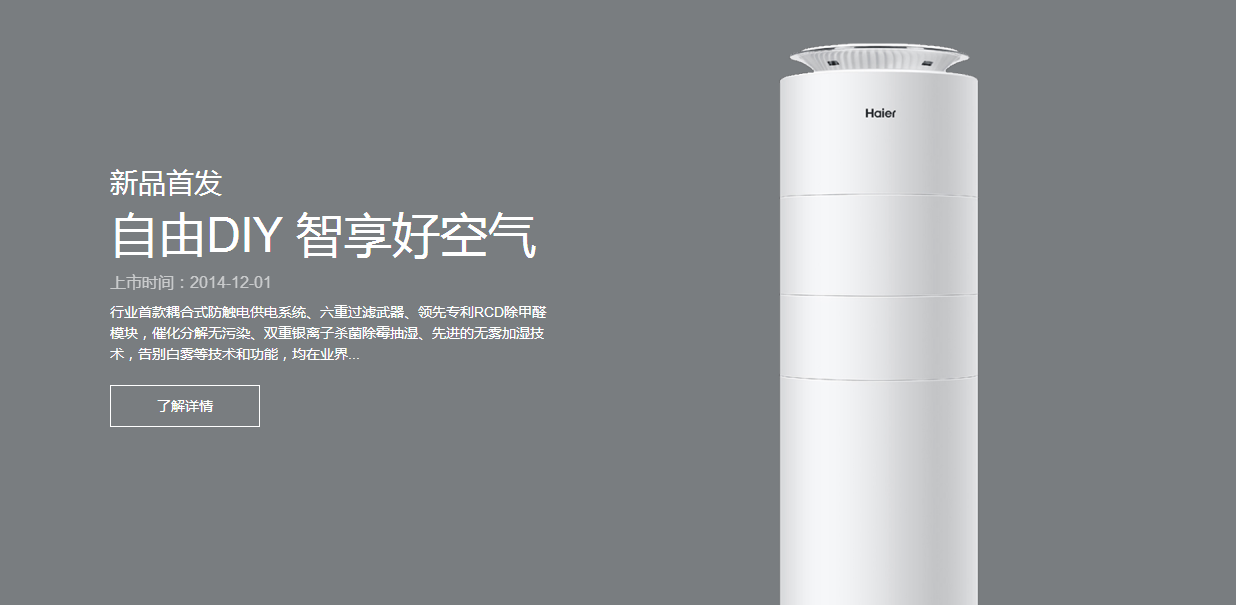 新品首发
自由DIY 智享好空气
上市时间：2014-12-01
行业首款耦合式防触电供电系统、六重过滤武器、领先专利RCD除甲醛
模块，催化分解无污染、双重银离子杀菌除霉抽湿、先进的无雾加湿技
术，告别白雾等技术和功能，均在业界...
了解详情
Haier